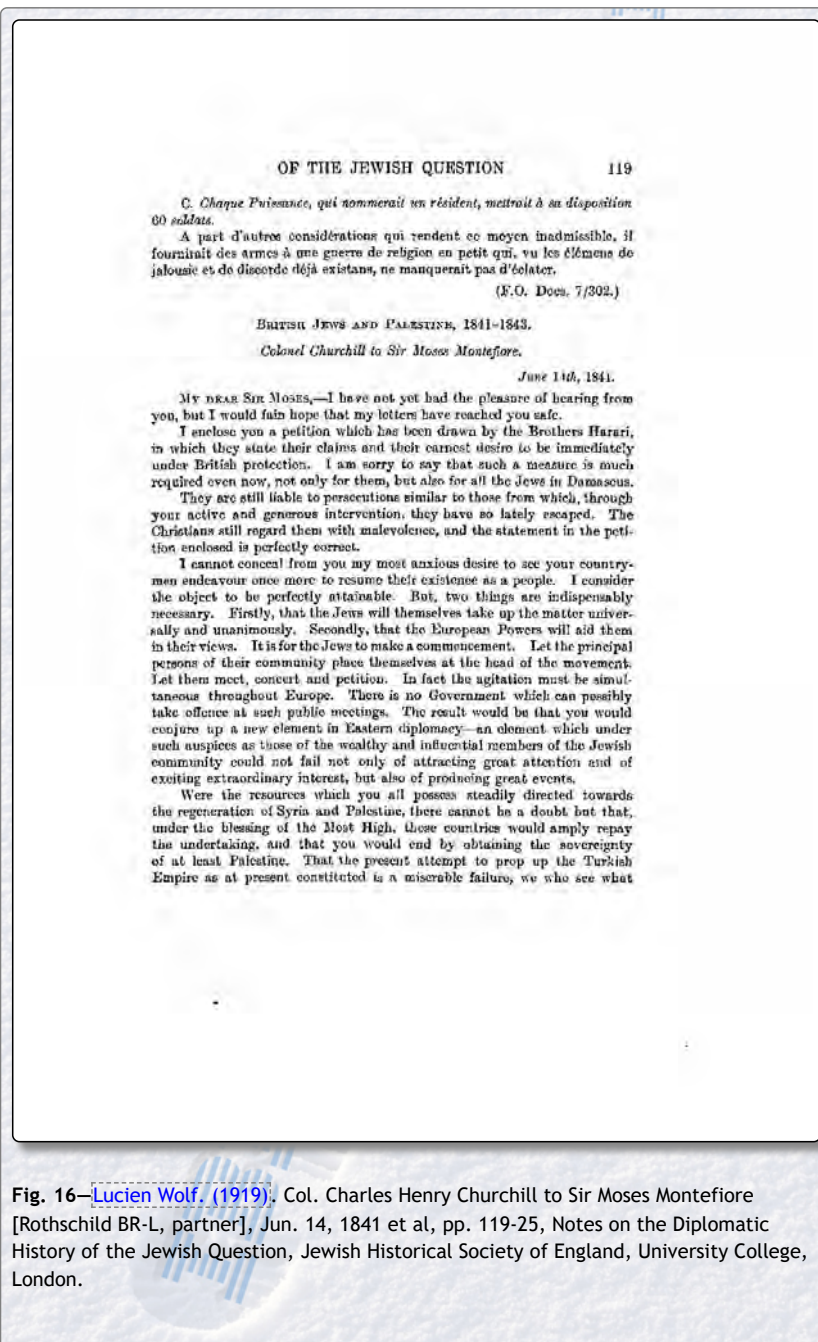 OF THE JEWISH QUESTION 119
C. Chaque Puissance, qui nommerait un résident, mettrait à sa disposition
60 soldats.
A part d'autres considérations qui rendent ce moyen inadmissible, il
fournirait des armes à une guerre de religion en petit qui, vu les élémens de
jalousie et de discorde déjà existans, ne manquerait pas d'éclater.
(F.O. Docs. 7/302.)
BRITISH JEWS AND PALESTINE, 1841-1843.
Colonel Churchill to Sir Moses Montefiore.
June 14th, 1841.
MY DEAR SIR MOSES,—I have not yet had the pleasure of hearing from
you, but I would fain hope that my letters have reached you safe.
I enclose you a petition which has been drawn by the Brothers Harari,
in which they state their claims and their earnest desire to be immediately
under British protection. I am sorry to say that such a measure is much
required even now, not only for them, but also for all the Jews in Damascus.
They are still liable to persecutions similar to those from which, through
your active and generous intervention, they have so lately escaped. The
Christians still regard them with malevolence, and the statement in the peti-
tion enclosed is perfectly correct.
I cannot conceal from you my most anxious desire to see your country-
men endeavour once more to resume their existence as a people. I consider
the object to be perfectly attainable. But, two things are indispensably
necessary. Firstly, that the Jews will themselves take up the matter univer-
sally and unanimously. Secondly, that the European Powers will aid them
in their views. It is for the Jews to make a commencement. Let the principal
persons of their community place themselves at the head of the movement.
Let them meet, concert and petition. In fact the agitation must be simul-
taneous throughout Europe. There is no Government which can possibly
take offence at such public meetings. The result would be that you would
conjure up a new element in Eastern diplomacy—an element which under
such auspices as those of the wealthy and influential members of the Jewish
community could not fail not only of attracting great attention and of
exciting extraordinary interest, but also of producing great events.
Were the resources which you all possess steadily directed towards
the regeneration of Syria and Palestine, there cannot be a doubt but that,
under the blessing of the Most High, those countries would amply repay
the undertaking, and that you would end by obtaining the sovereignty
of at least Palestine. That the present attempt to prop up the Turkish
Empire as at present constituted is a miserable failure, we who see what
Fig. 16—Lucien Wolf. (1919). Col. Charles Henry Churchill to Sir Moses Montefiore
[Rothschild BR-L, partner], Jun. 14, 1841 et al, pp. 119-25, Notes on the Diplomatic
History of the Jewish Question, Jewish Historical Society of England, University College,
London.